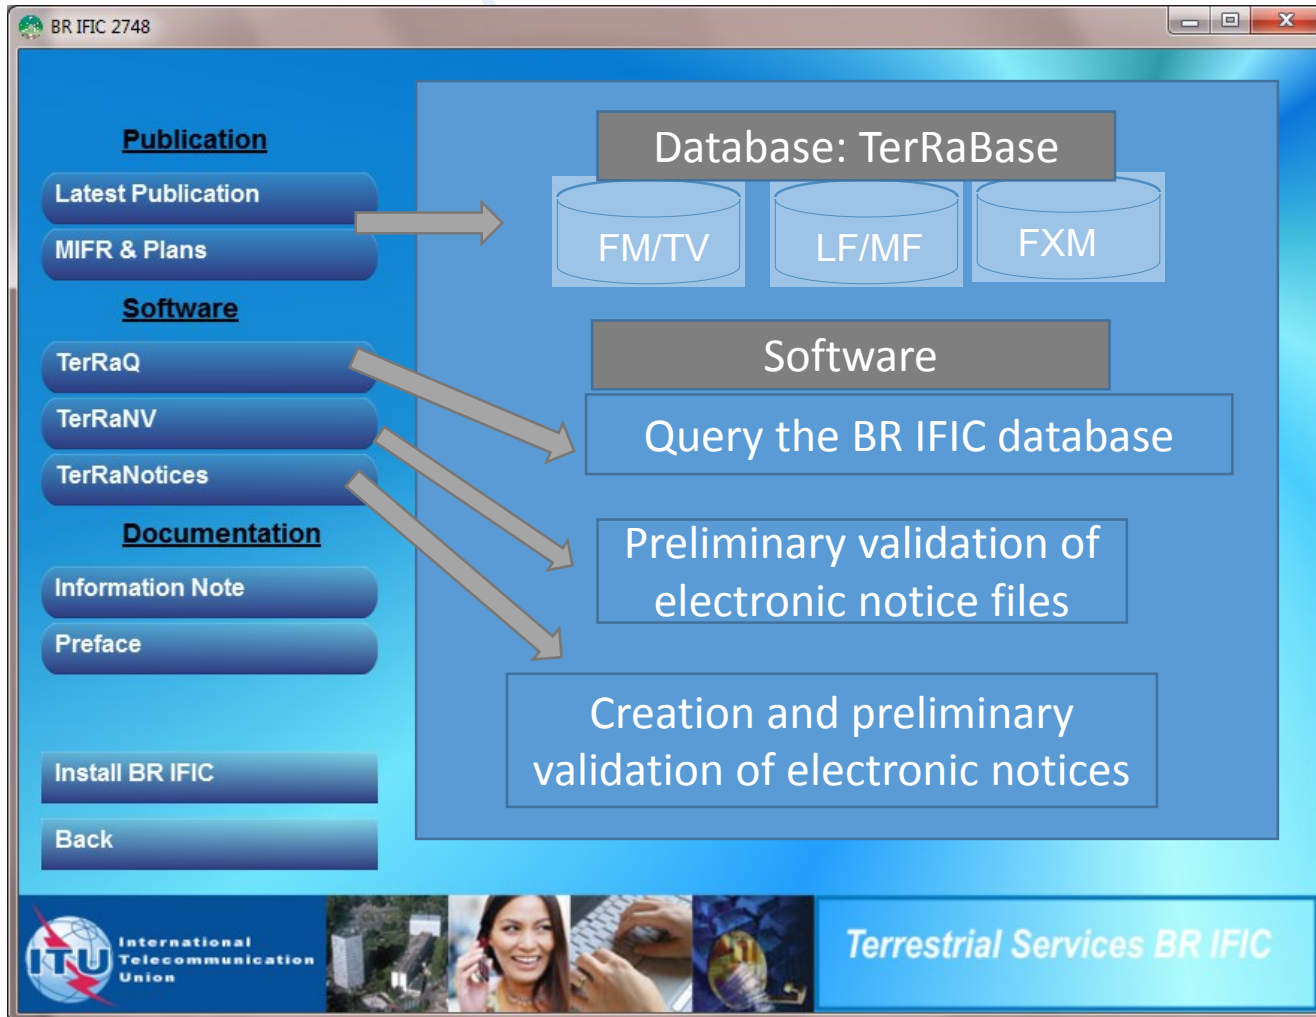 BR IFIC 2748
Publication
Latest Publication
MIFR & Plans
Software
TerRaQ
TerRaNV
TerRaNotices
Documentation
Information Note
Preface
Install BR IFIC
Back
Database: TerRaBase
FM/TV
LF/MF
FXM
Software
Query the BR IFIC database
Preliminary validation of
electronic notice files
Creation and preliminary
validation of electronic notices
ITU
International
Telecommunication
Union
Terrestrial Services BR IFIC